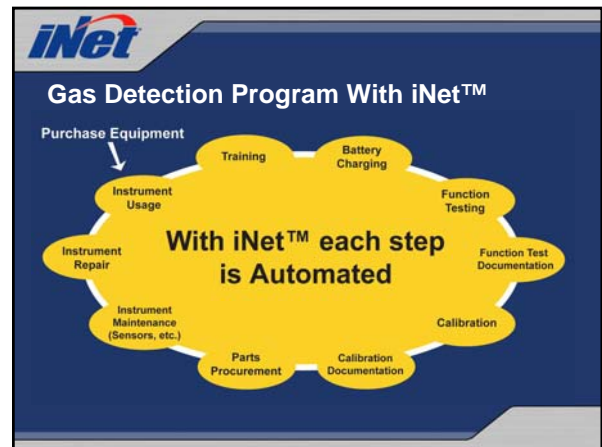 iNet
Gas Detection Program With iNet™
Purchase Equipment
Training
Battery
Charging
Instrument
Usage
Function
Testing
With iNet™ each step
is Automated
Instrument
Repair
Function Test
Documentation
Instrument
Maintenance
(Sensors, etc.)
Calibration
Parts
Procurement
Calibration
Documentation